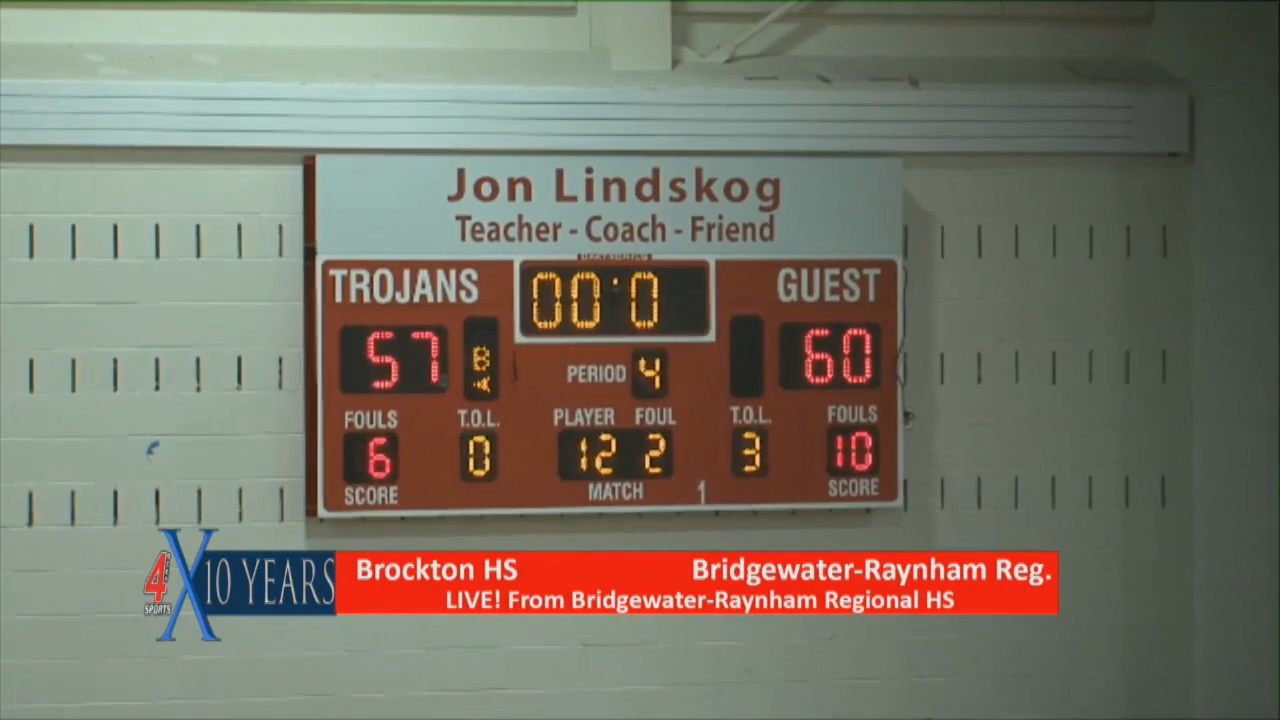 Jon Lindskog
Teacher - Coach - Friend
TROJANS 00:0 GUEST
57 PERIOD 4 60
FOULS T.O.L. PLAYER FOUL T.O.L. FOULS
6 0 12 2 3 10
SCORE MATCH 1 SCORE
4 SPORTS X 10 YEARS
Brockton HS Bridgewater-Raynham Reg.
LIVE! From Bridgewater-Raynham Regional HS